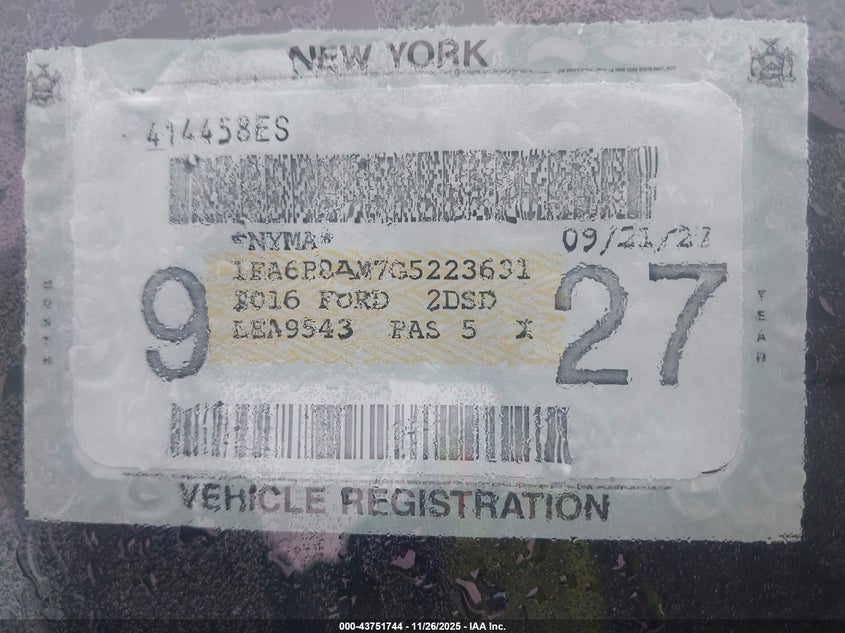 NEW YORK
414458ES
*NYMA*
09/21/27
1FA6P8AM7G5223631
2016 FORD 2DSD
LEA9543 PAS 5 X
9
27
YEAR
VEHICLE REGISTRATION
000-43751744 - 11/26/2025 - IAA Inc.